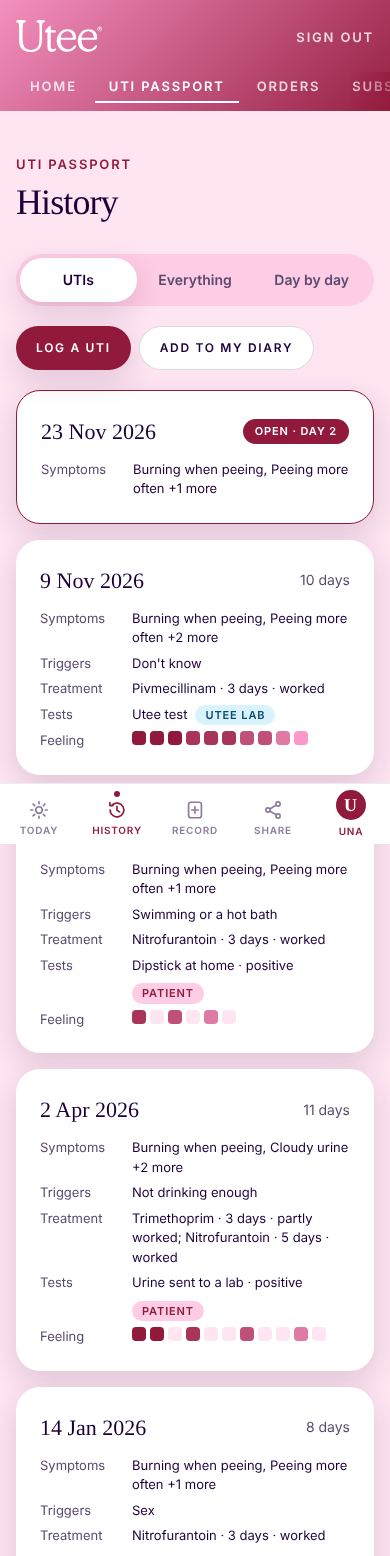 Utee®
SIGN OUT
HOME UTI PASSPORT ORDERS SUBS
UTI PASSPORT
History
UTIs Everything Day by day
LOG A UTI ADD TO MY DIARY
23 Nov 2026 OPEN · DAY 2
Symptoms Burning when peeing, Peeing more
often +1 more
9 Nov 2026 10 days
Symptoms Burning when peeing, Peeing more
often +2 more
Triggers Don't know
Treatment Pivmecillinam · 3 days · worked
Tests Utee test UTEE LAB
Feeling
TODAY HISTORY RECORD SHARE U UNA
Symptoms Burning when peeing, Peeing more
often +1 more
Triggers Swimming or a hot bath
Treatment Nitrofurantoin · 3 days · worked
Tests Dipstick at home · positive
PATIENT
Feeling
2 Apr 2026 11 days
Symptoms Burning when peeing, Cloudy urine
+2 more
Triggers Not drinking enough
Treatment Trimethoprim · 3 days · partly
worked; Nitrofurantoin · 5 days ·
worked
Tests Urine sent to a lab · positive
PATIENT
Feeling
14 Jan 2026 8 days
Symptoms Burning when peeing, Peeing more
often +1 more
Triggers Sex
Treatment Nitrofurantoin · 3 days · worked